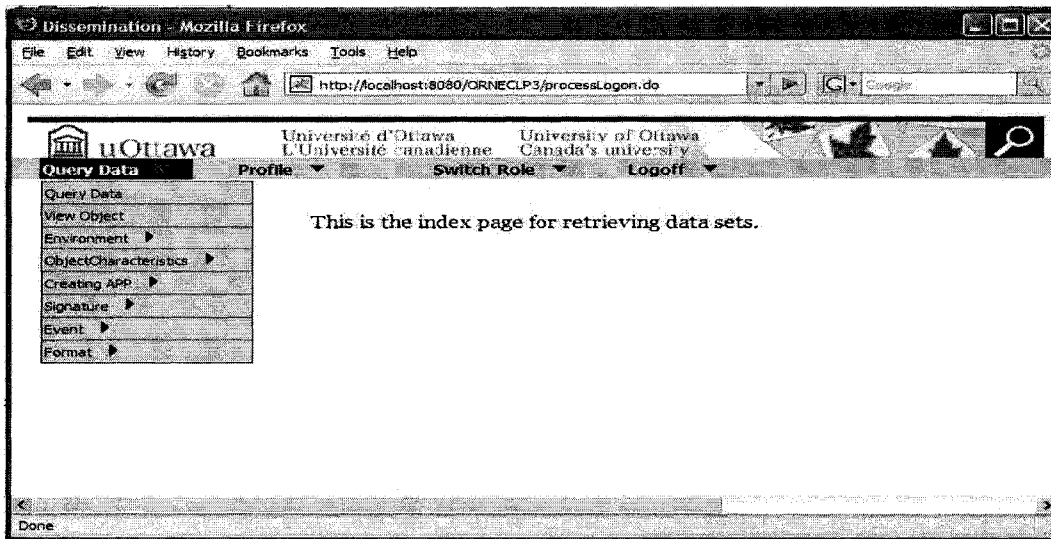 Dissemination - Mozilla Firefox
File Edit View History Bookmarks Tools Help
http://localhost:8080/ORNECLP3/processLogon.do
G Google
uOttawa
Université d'Ottawa University of Ottawa
L'Université canadienne Canada's university
Query Data Profile Switch Role Logoff
Query Data
View Object
Environment
ObjectCharacteristics
Creating APP
Signature
Event
Format
This is the index page for retrieving data sets.
Done